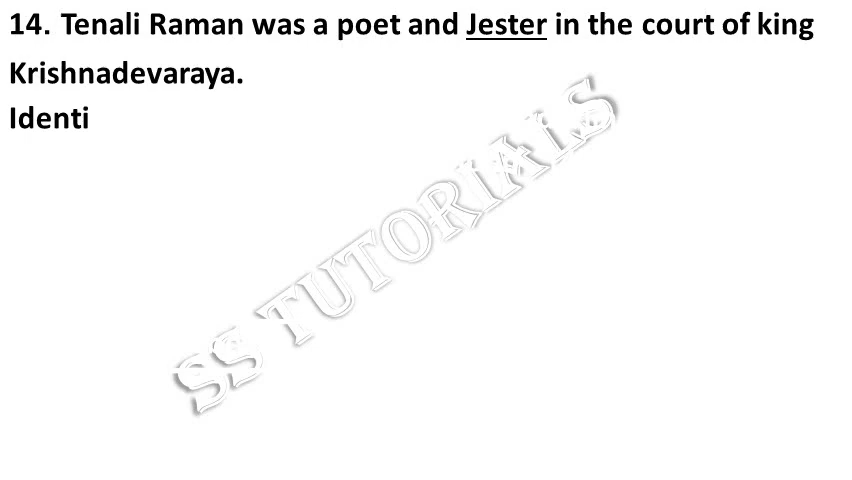 14. Tenali Raman was a poet and Jester in the court of king
Krishnadevaraya.
Identi
SS TUTORIALS